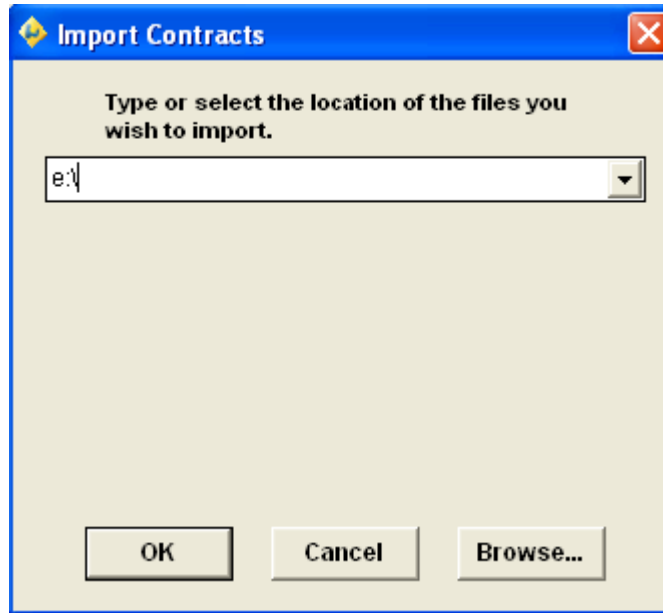 Import Contracts
Type or select the location of the files you
wish to import.
e:\
OK
Cancel
Browse...